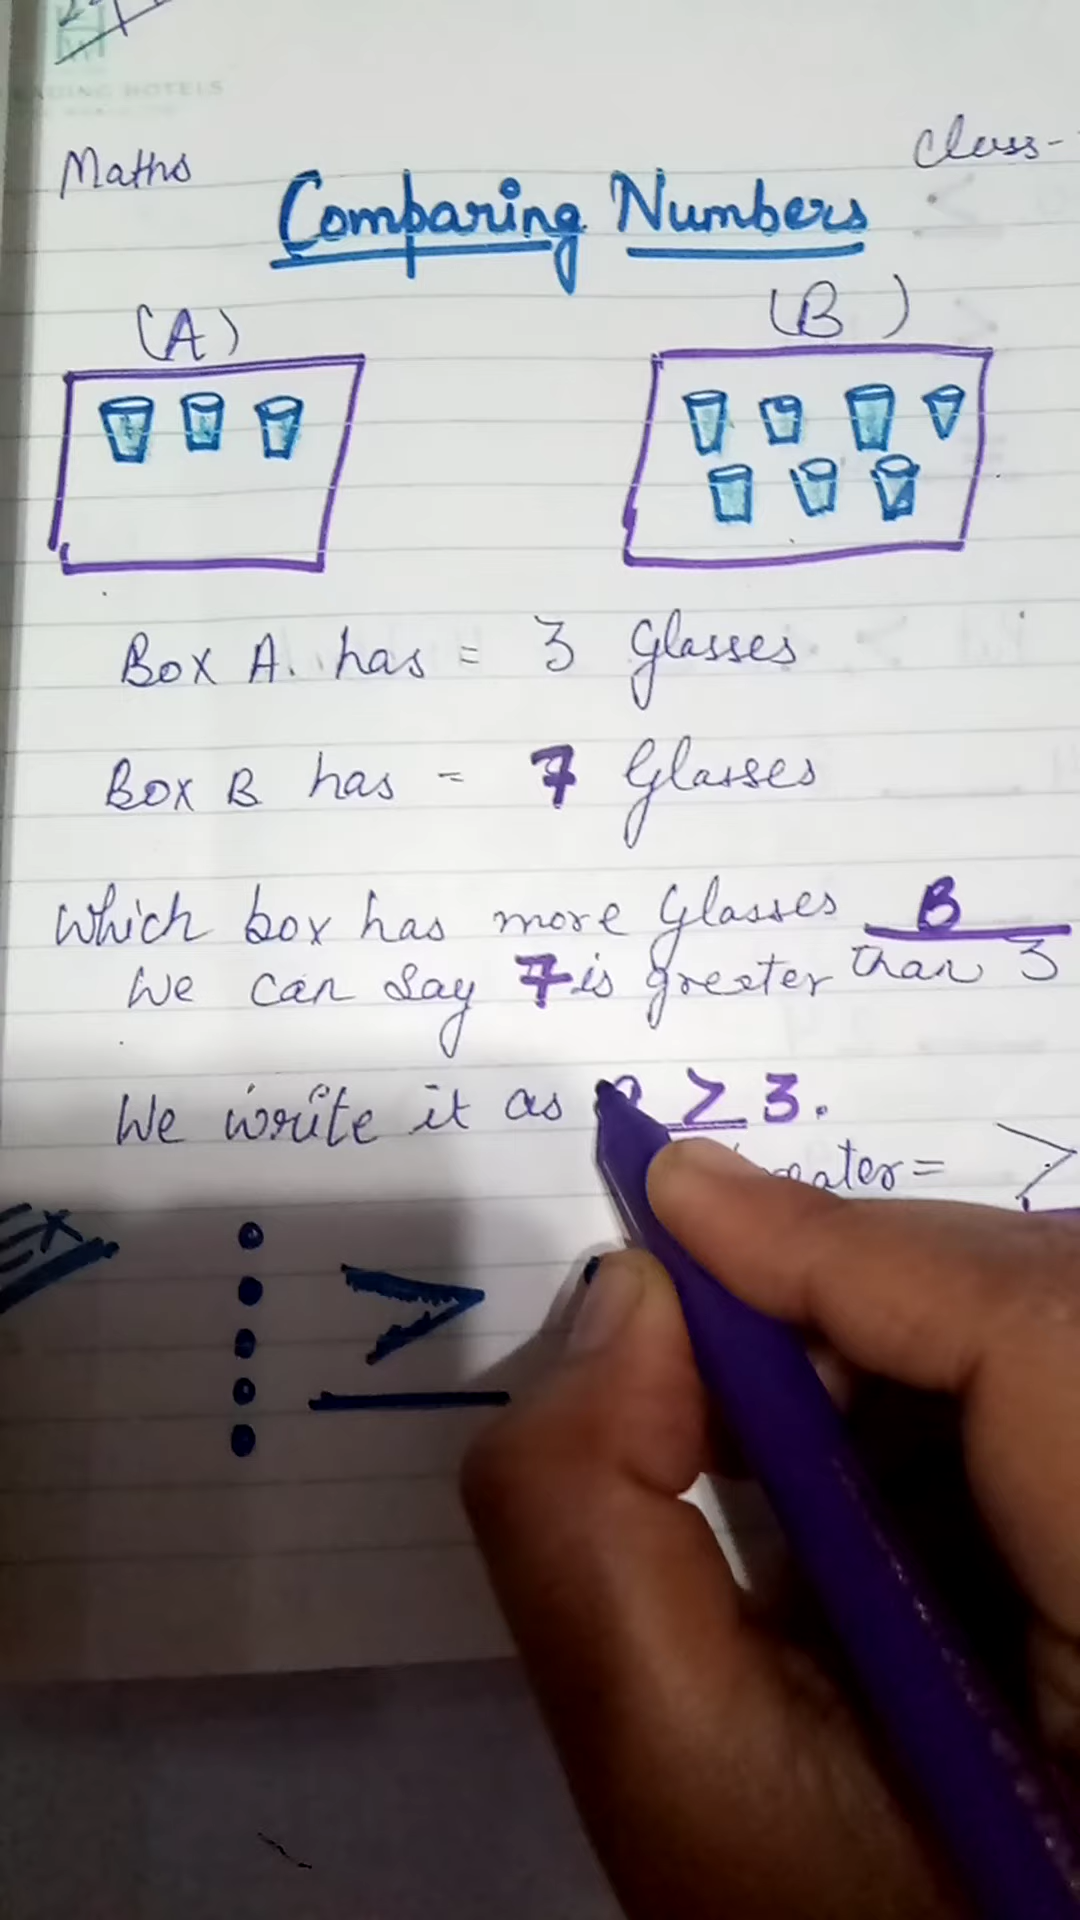 Maths
Class-
Comparing Numbers
(A)
(B)
Box A. has = 3 Glasses.
Box B has = 7 Glasses
Which box has more Glasses B
We can say 7 is greater than 3
We write it as > 3.
=  >
Ex
>